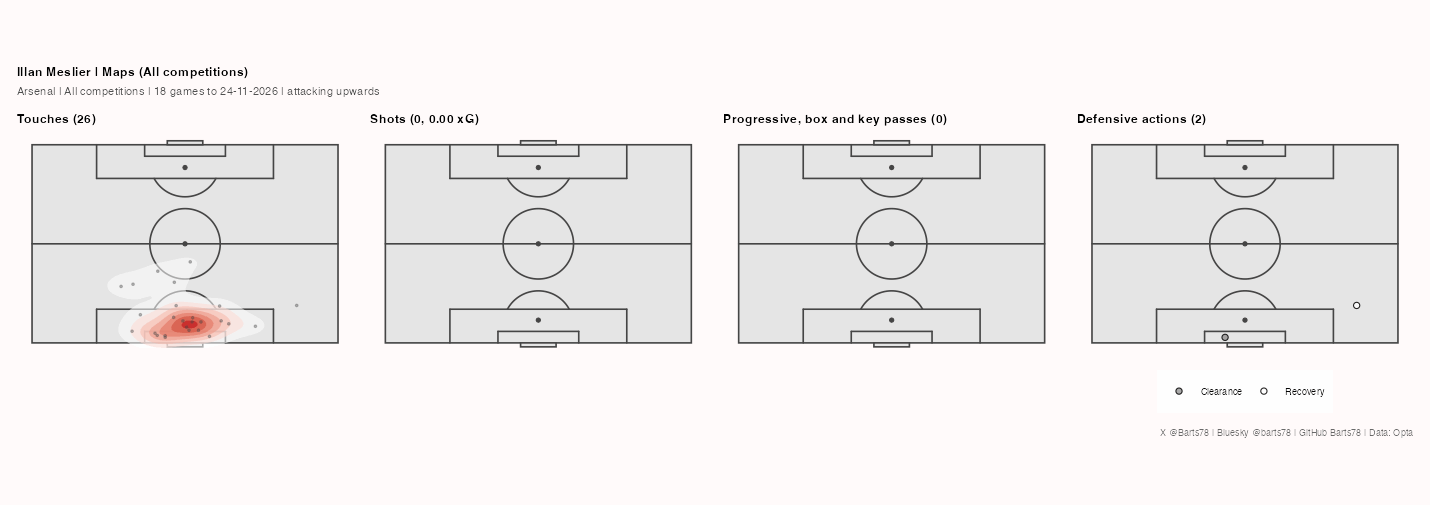 Illan Meslier | Maps (All competitions)
Arsenal | All competitions | 18 games to 24-11-2026 | attacking upwards
Touches (26)
Shots (0, 0.00 xG)
Progressive, box and key passes (0)
Defensive actions (2)
Clearance
Recovery
X @Barts78 | Bluesky @barts78 | GitHub Barts78 | Data: Opta